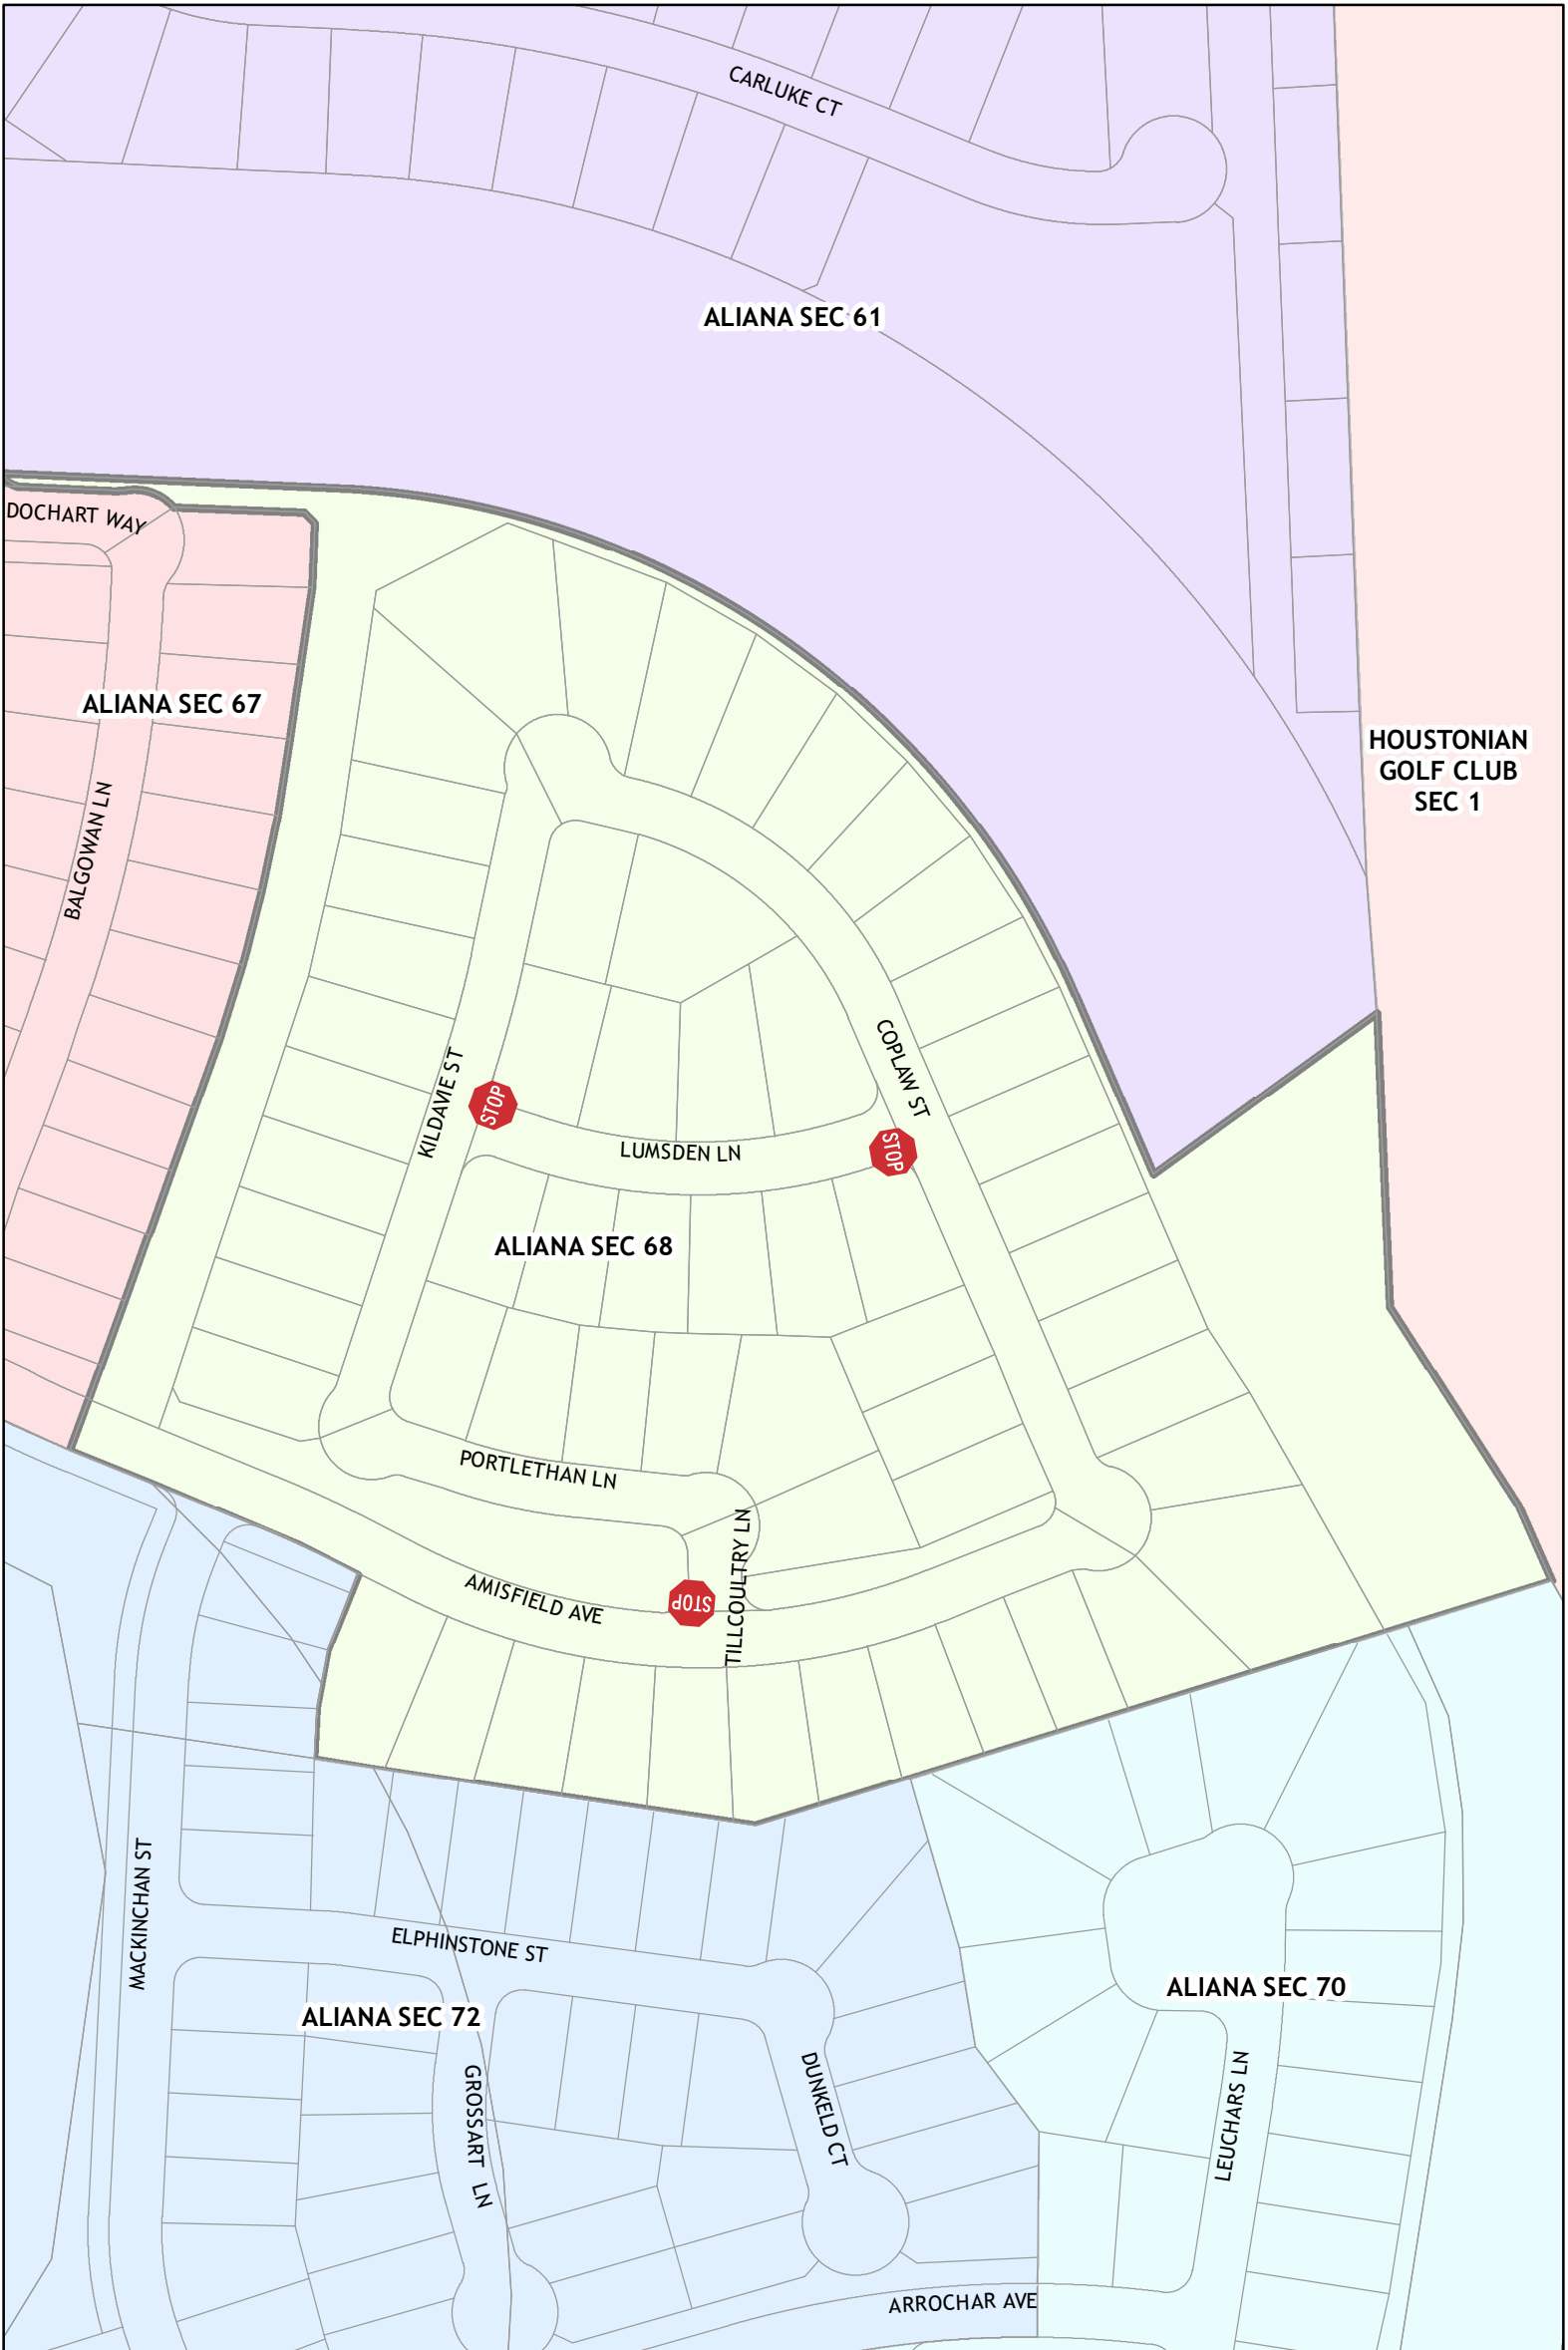 CARLUKE CT
ALIANA SEC 61
DOCHART WAY
ALIANA SEC 67
HOUSTONIAN
GOLF CLUB
SEC 1
BALGOWAN LN
COPLAW ST
KILDAVIE ST
STOP
LUMSDEN LN
STOP
ALIANA SEC 68
PORTLETHAN LN
TILLCOULTRY LN
AMISFIELD AVE
STOP
MACKINCHAN ST
ELPHINSTONE ST
ALIANA SEC 70
ALIANA SEC 72
DUNKELD CT
GROSSART LN
LEUCHARS LN
ARROCHAR AVE